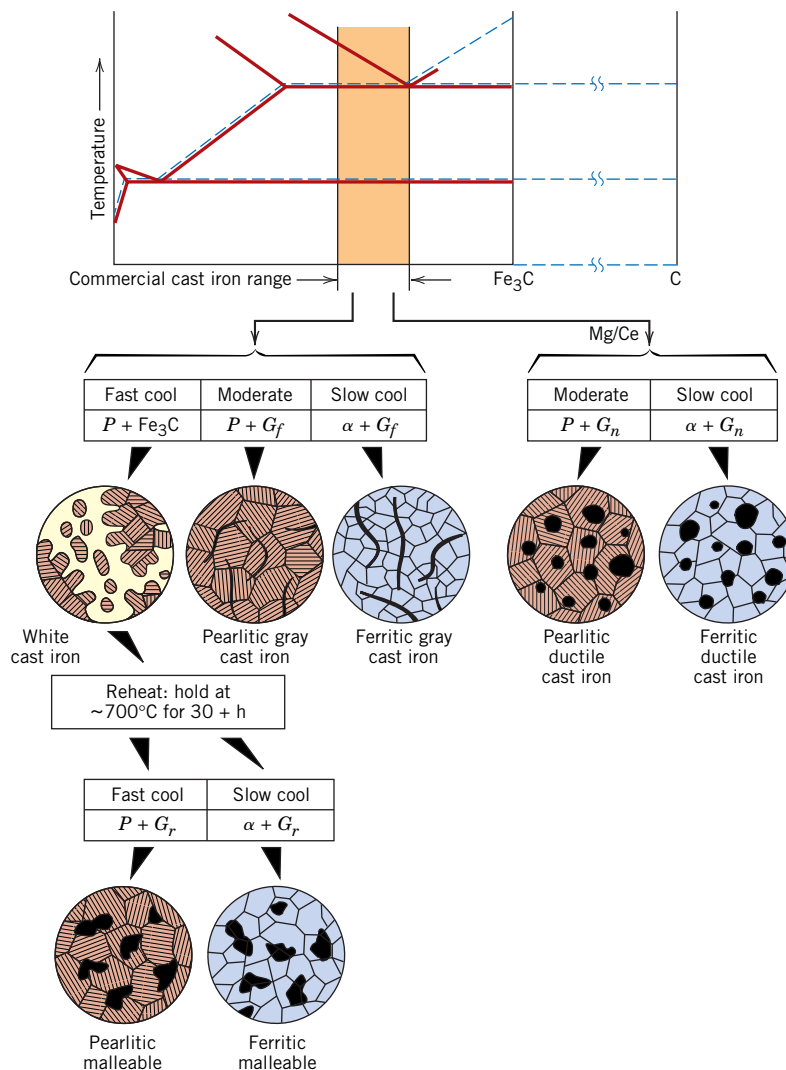 Temperature
Commercial cast iron range
Fe3C
C
Mg/Ce
Fast cool
Moderate
Slow cool
P + Fe3C
P + Gf
α + Gf
Moderate
Slow cool
P + Gn
α + Gn
White
cast iron
Pearlitic gray
cast iron
Ferritic gray
cast iron
Pearlitic
ductile
cast iron
Ferritic
ductile
cast iron
Reheat: hold at
~700°C for 30 + h
Fast cool
Slow cool
P + Gr
α + Gr
Pearlitic
malleable
Ferritic
malleable